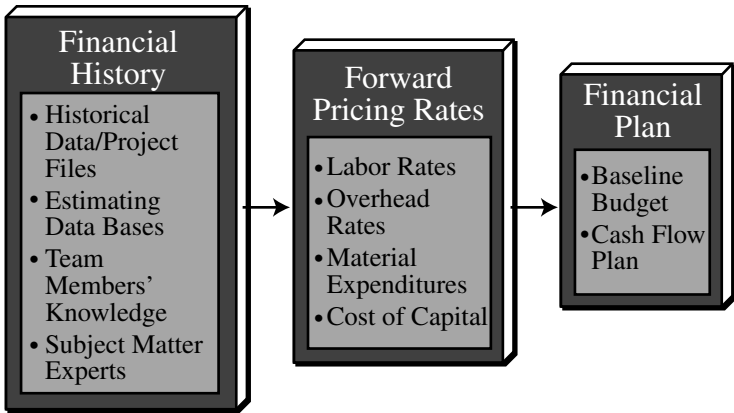 Financial
History
• Historical
Data/Project
Files
• Estimating
Data Bases
• Team
Members’
Knowledge
• Subject Matter
Experts
Forward
Pricing Rates
• Labor Rates
• Overhead
Rates
• Material
Expenditures
• Cost of Capital
Financial
Plan
• Baseline
Budget
• Cash Flow
Plan